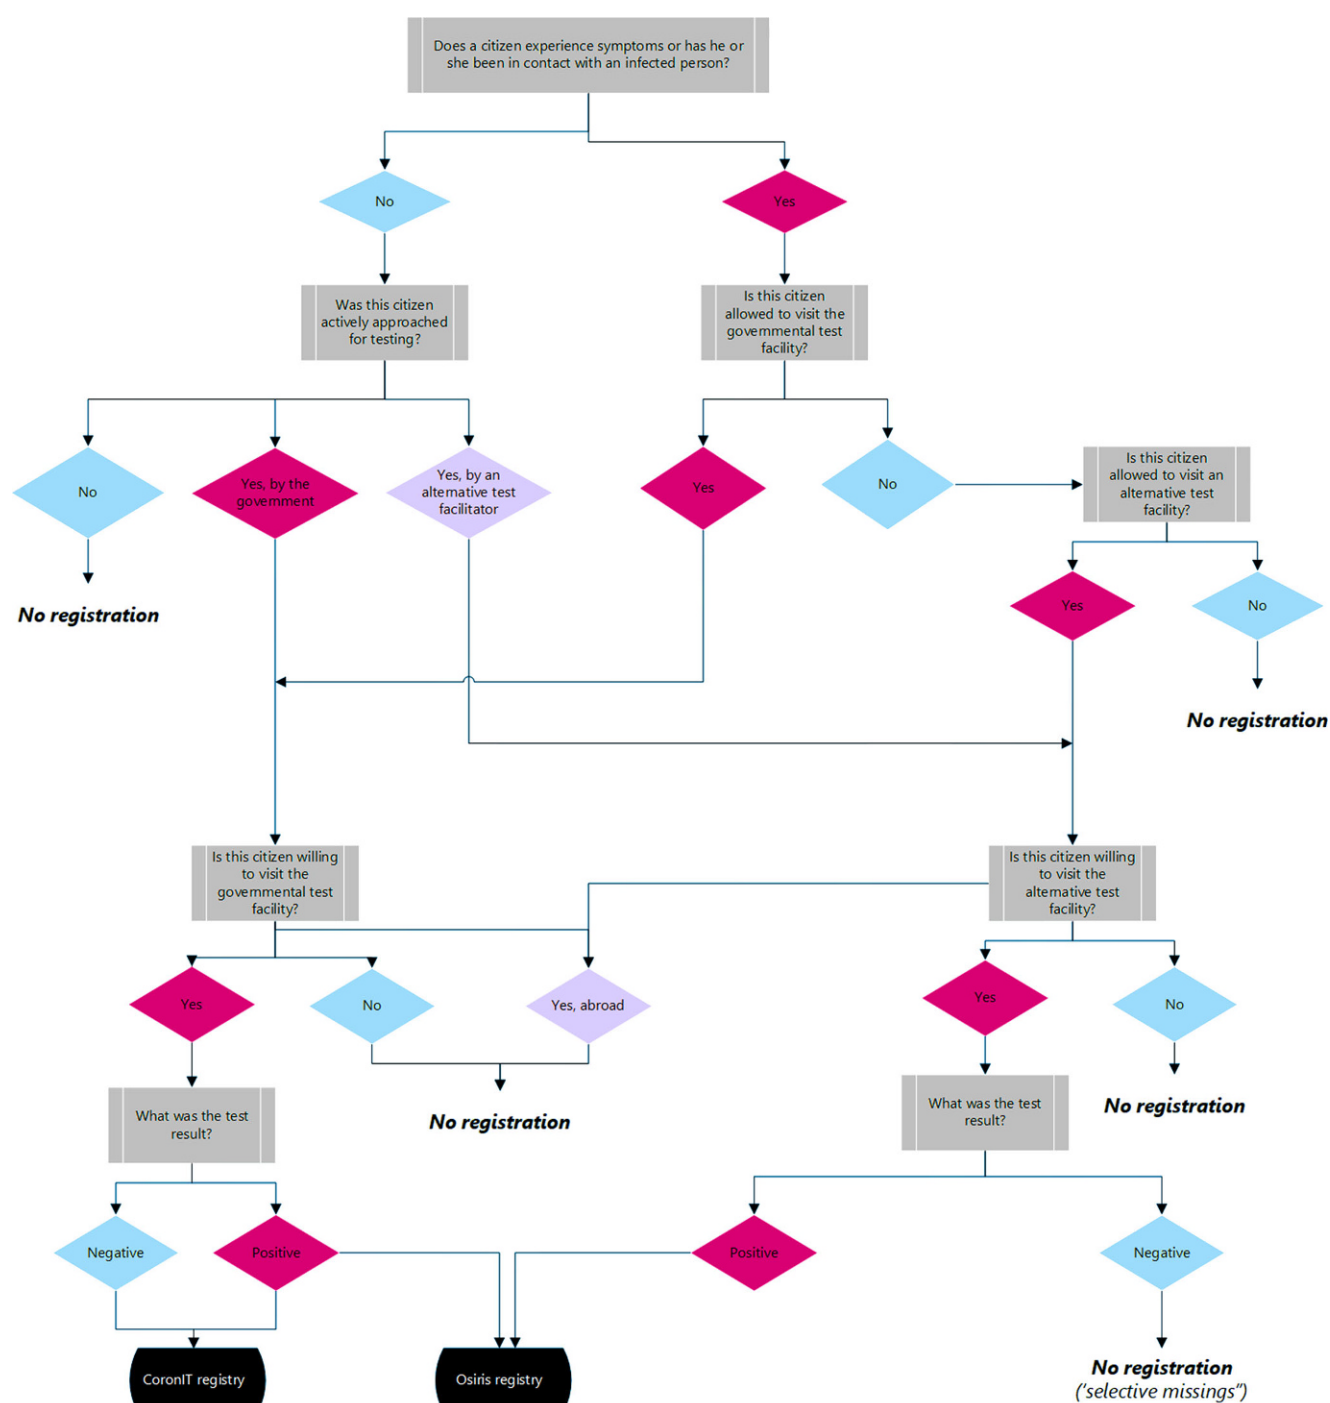 Does a citizen experience symptoms or has he or
she been in contact with an infected person?
No
Yes
Was this citizen
actively approached
for testing?
Is this citizen
allowed to visit the
governmental test
facility?
No
Yes, by the
government
Yes, by an
alternative test
facilitator
Yes
No
Is this citizen
allowed to visit an
alternative test
facility?
No registration
Yes
No
No registration
Is this citizen willing
to visit the
governmental test
facility?
Is this citizen willing
to visit the
alternative test
facility?
Yes
No
Yes, abroad
Yes
No
What was the test
result?
No registration
What was the test
result?
No registration
Negative
Positive
Positive
Negative
CoronIT registry
Osiris registry
No registration
('selective missings")